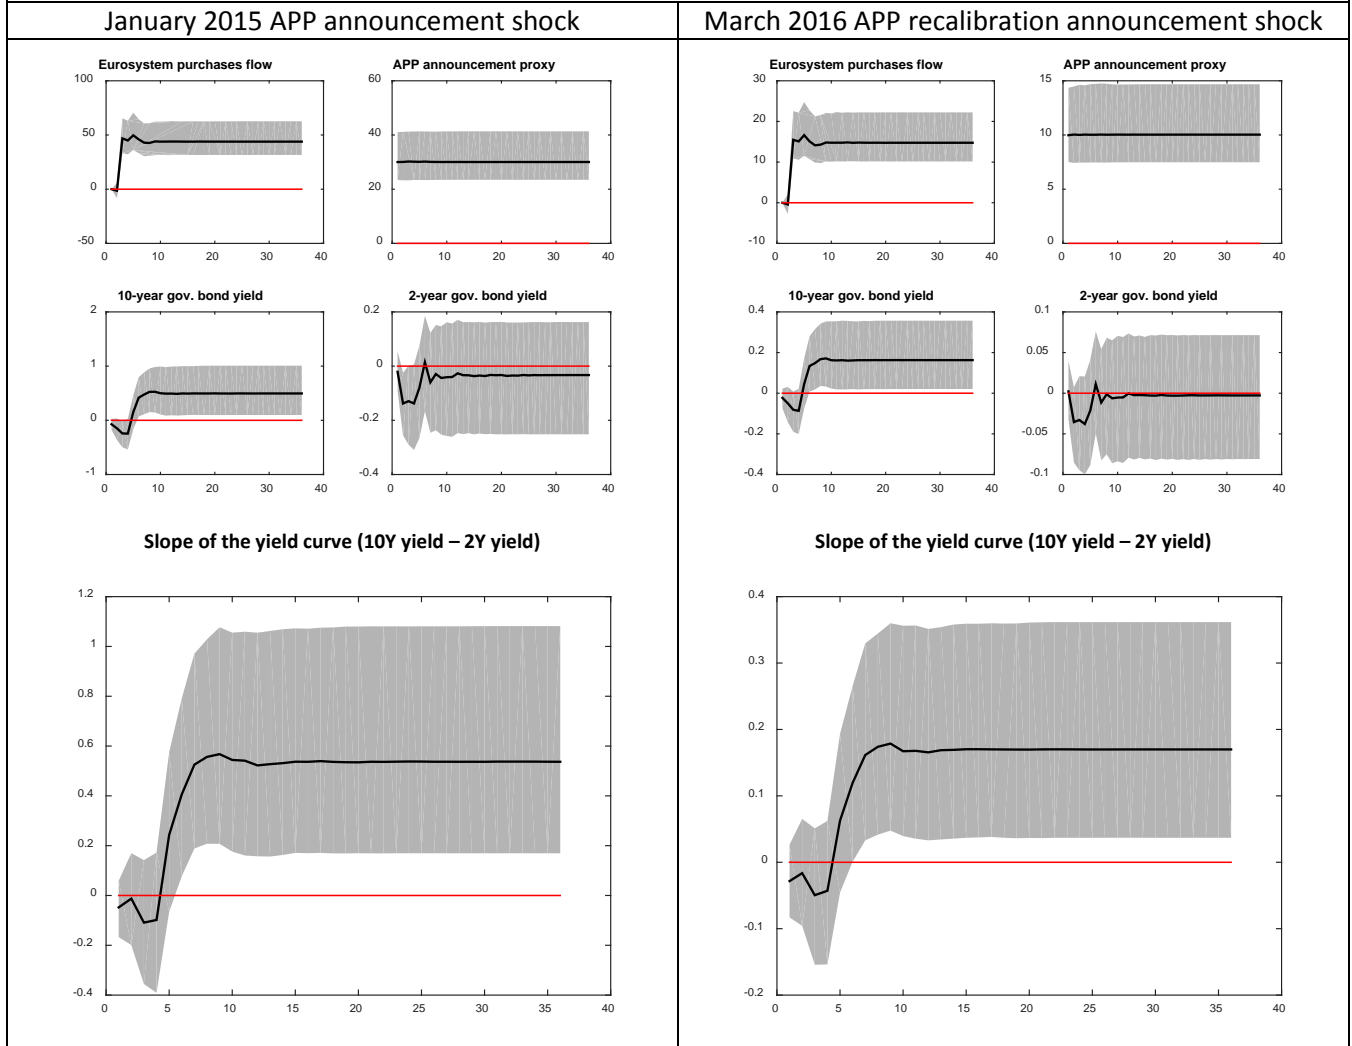 January 2015 APP announcement shock
March 2016 APP recalibration announcement shock
Eurosystem purchases flow
100
50
0
-50
0 10 20 30 40
APP announcement proxy
60
40
20
0
0 10 20 30 40
10-year gov. bond yield
2
1
0
-1
0 10 20 30 40
2-year gov. bond yield
0.2
0
-0.2
-0.4
0 10 20 30 40
Slope of the yield curve (10Y yield – 2Y yield)
1.2
1
0.8
0.6
0.4
0.2
0
-0.2
-0.4
0 5 10 15 20 25 30 35 40
Eurosystem purchases flow
30
20
10
0
-10
0 10 20 30 40
APP announcement proxy
15
10
5
0
0 10 20 30 40
10-year gov. bond yield
0.4
0.2
0
-0.2
-0.4
0 10 20 30 40
2-year gov. bond yield
0.1
0.05
0
-0.05
-0.1
0 10 20 30 40
Slope of the yield curve (10Y yield – 2Y yield)
0.4
0.3
0.2
0.1
0
-0.1
-0.2
0 5 10 15 20 25 30 35 40